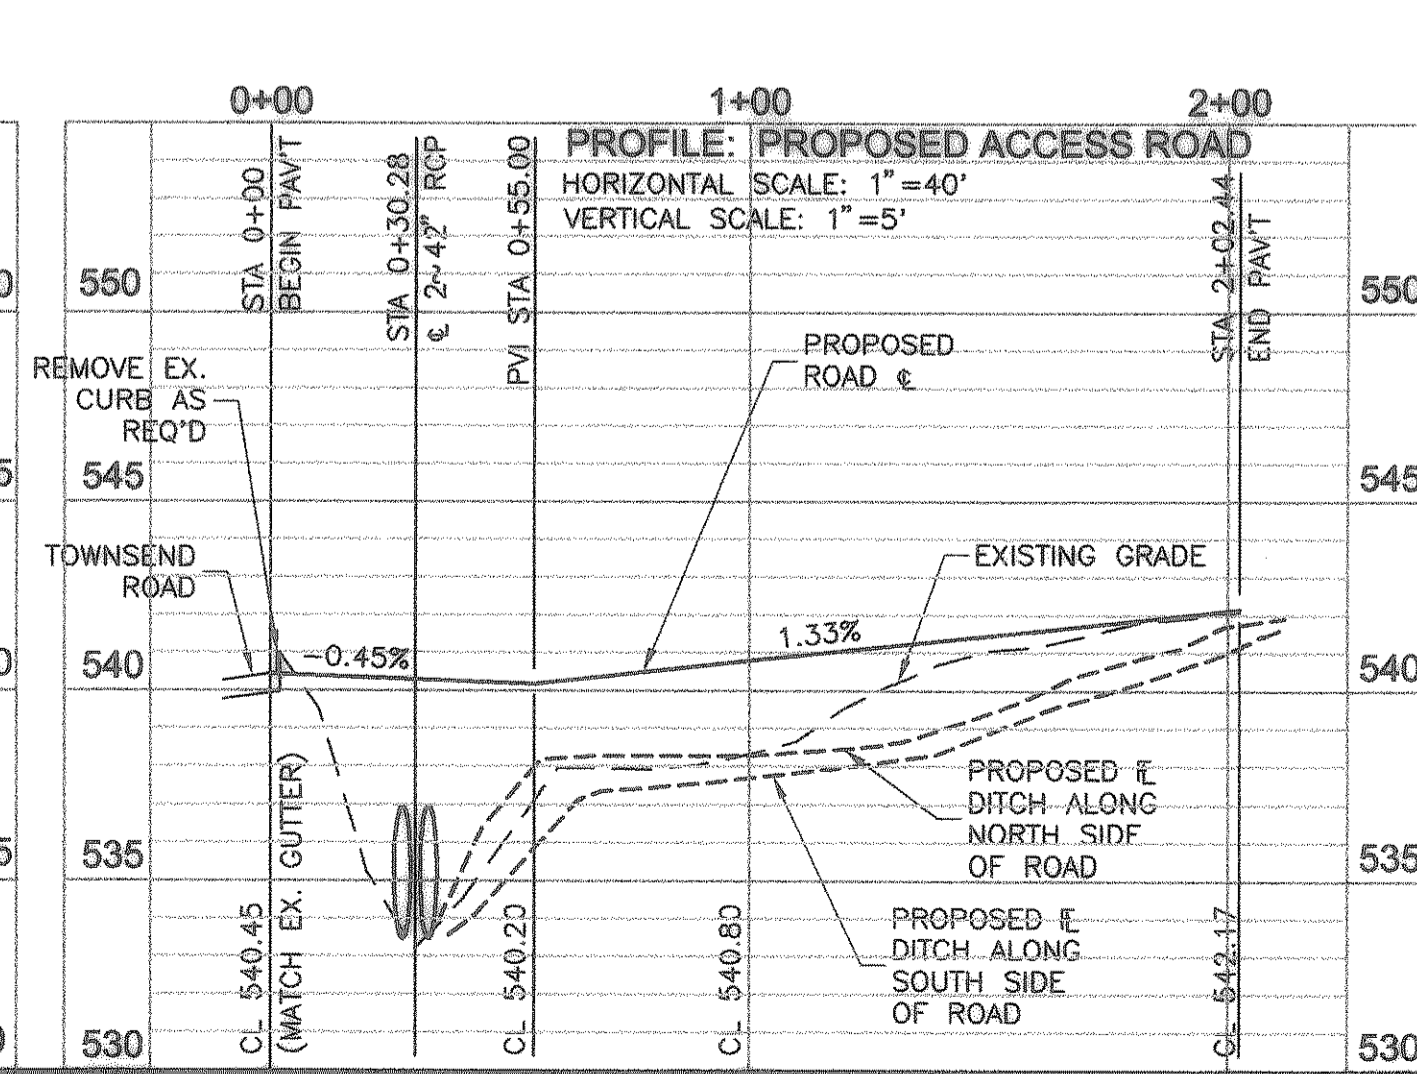 0+00
1+00
2+00
PROFILE: PROPOSED ACCESS ROAD
HORIZONTAL SCALE: 1"=40'
VERTICAL SCALE: 1"=5'
STA 0+00
BEGIN PAV'T
STA 0+30.28
℄ 2~42" RCP
PVI STA 0+55.00
STA 2+02.44
END PAV'T
550
550
REMOVE EX.
CURB AS
REQ'D
PROPOSED
ROAD ℄
545
545
TOWNSEND
ROAD
EXISTING GRADE
-0.45%
1.33%
540
540
PROPOSED FL
DITCH ALONG
NORTH SIDE
OF ROAD
535
535
PROPOSED FL
DITCH ALONG
SOUTH SIDE
OF ROAD
CL 540.45
(MATCH EX. GUTTER)
CL 540.20
CL 540.80
CL 542.17
530
530